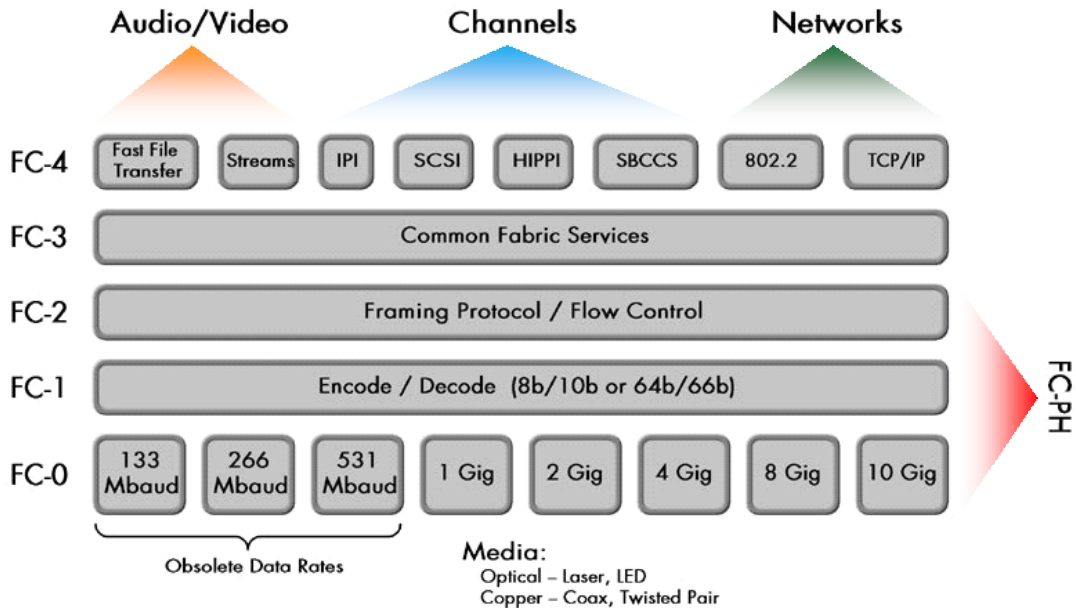 Audio/Video Channels Networks
FC-4 Fast File Transfer Streams IPI SCSI HIPPI SBCCS 802.2 TCP/IP
FC-3 Common Fabric Services
FC-2 Framing Protocol / Flow Control
FC-1 Encode / Decode (8b/10b or 64b/66b)
FC-PH
FC-0 133 Mbaud 266 Mbaud 531 Mbaud 1 Gig 2 Gig 4 Gig 8 Gig 10 Gig
Obsolete Data Rates
Media:
Optical – Laser, LED
Copper – Coax, Twisted Pair